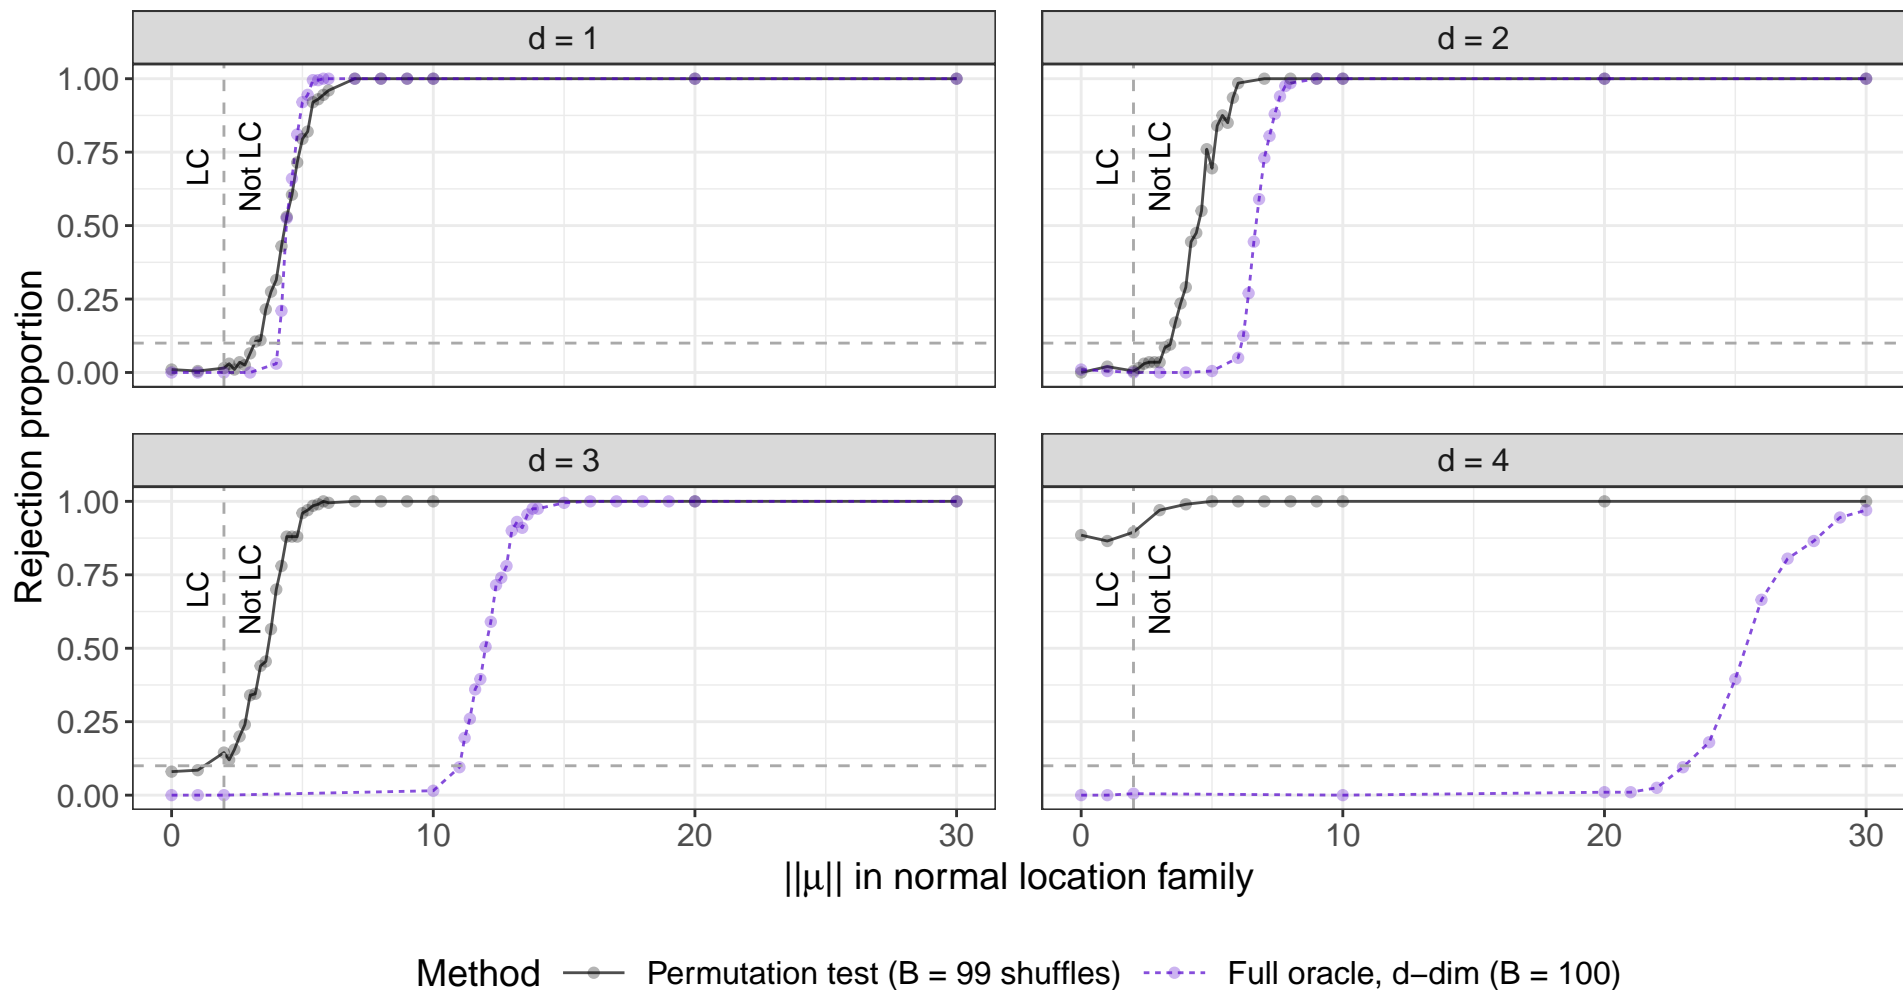 d = 1
d = 2
1.00
0.75
0.50
0.25
0.00
LC
Not LC
LC
Not LC
Rejection proportion
d = 3
d = 4
1.00
0.75
0.50
0.25
0.00
LC
Not LC
LC
Not LC
0 10 20 30
0 10 20 30
||μ|| in normal location family
Method Permutation test (B = 99 shuffles) Full oracle, d−dim (B = 100)